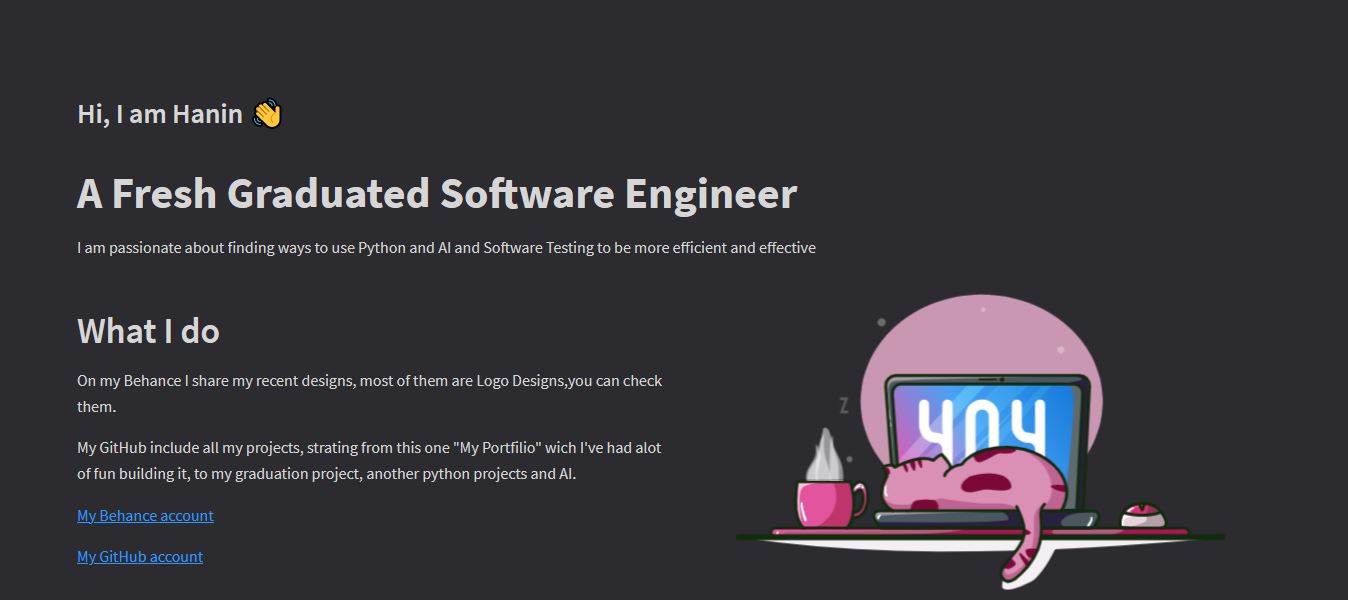 Hi, I am Hanin 👋
A Fresh Graduated Software Engineer
I am passionate about finding ways to use Python and AI and Software Testing to be more efficient and effective
What I do
On my Behance I share my recent designs, most of them are Logo Designs,you can check
them.
My GitHub include all my projects, strating from this one "My Portfilio" wich I've had alot
of fun building it, to my graduation project, another python projects and AI.
My Behance account
My GitHub account
Z
404